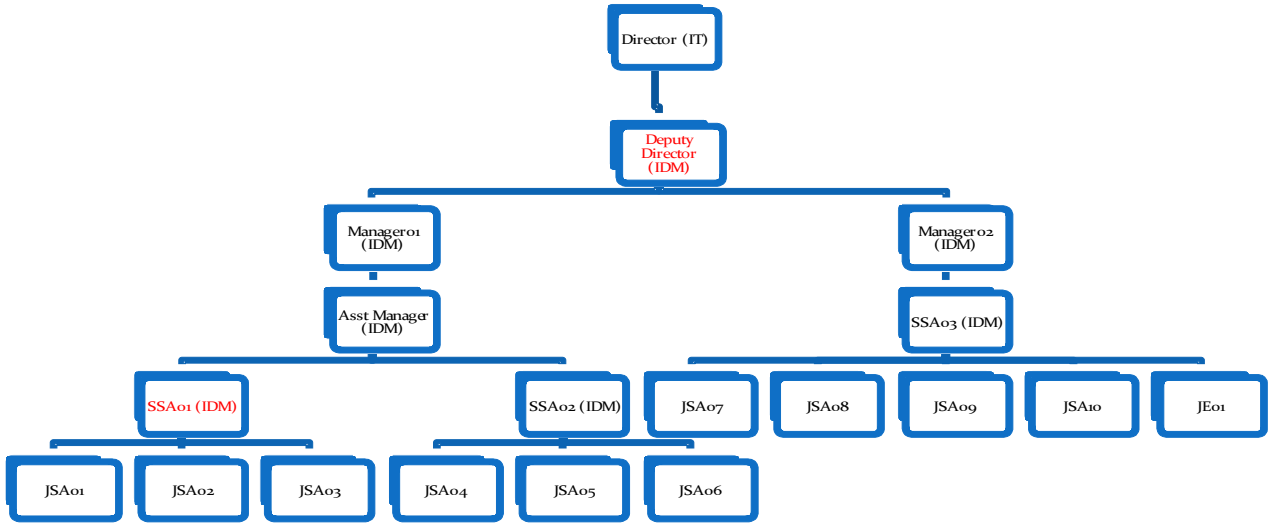 Director (IT)
Deputy
Director
(IDM)
Manager01
(IDM)
Manager02
(IDM)
Asst Manager
(IDM)
SSA03 (IDM)
SSA01 (IDM)
SSA02 (IDM)
JSA07
JSA08
JSA09
JSA10
JE01
JSA01
JSA02
JSA03
JSA04
JSA05
JSA06